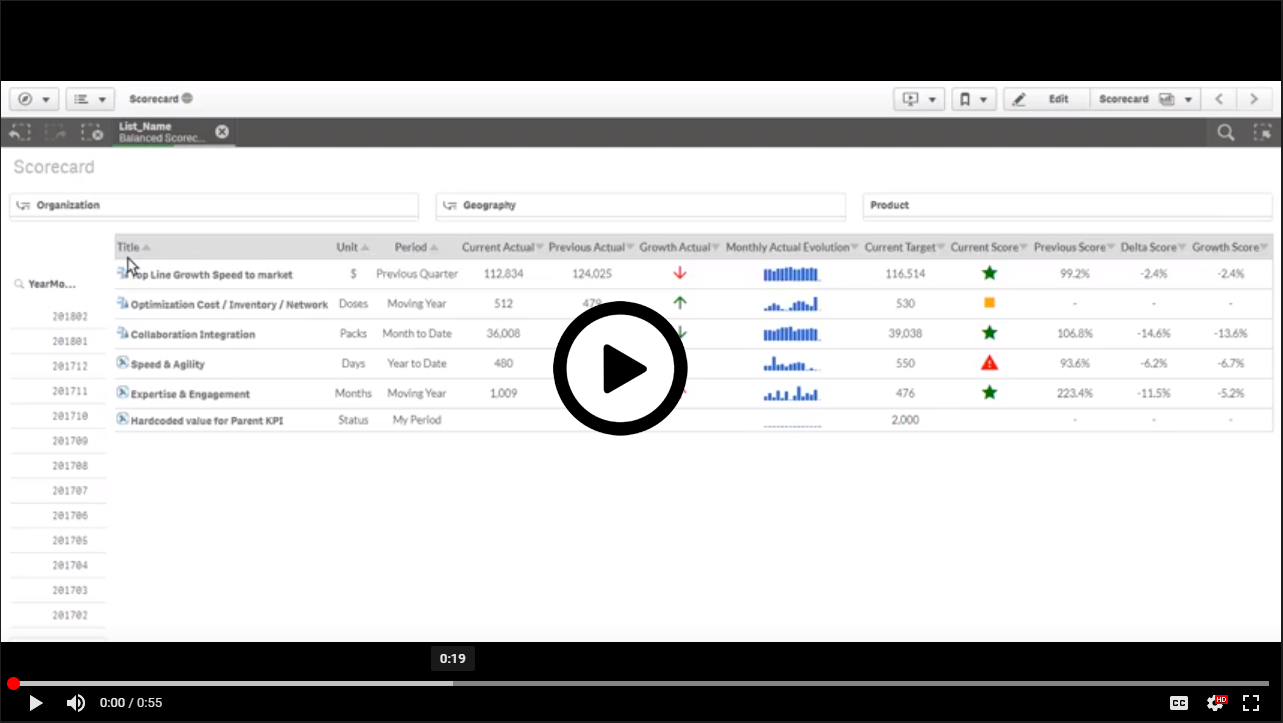 Scorecard
Edit
Scorecard
List_Name
Balanced Scorec...
Scorecard
Organization
Geography
Product
Title Unit Period Current Actual Previous Actual Growth Actual Monthly Actual Evolution Current Target Current Score Previous Score Delta Score Growth Score
Top Line Growth Speed to market $ Previous Quarter 112,834 124,025 116,514 99.2% -2.4% -2.4%
Optimization Cost / Inventory / Network Doses Moving Year 512 479 530 - - -
Collaboration Integration Packs Month to Date 36,008 39,038 106.8% -14.6% -13.6%
Speed & Agility Days Year to Date 480 550 93.6% -6.2% -6.7%
Expertise & Engagement Months Moving Year 1,009 476 223.4% -11.5% -5.2%
Hardcoded value for Parent KPI Status My Period 2,000 - - -
YearMo...
201802
201801
201712
201711
201710
201709
201708
201707
201706
201705
201704
201703
201702
0:19
0:00 / 0:55
CC
HD